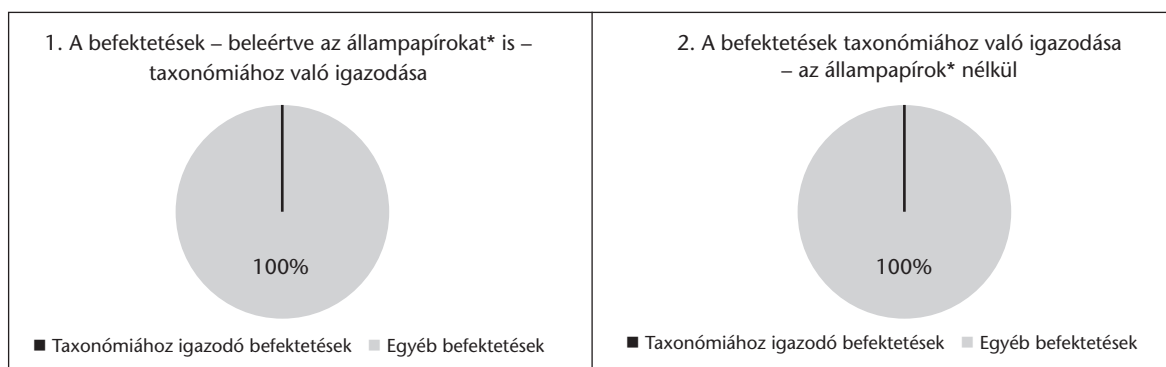 1. A befektetések – beleértve az állampapírokat* is –
taxonómiához való igazodása
100%
Taxonómiához igazodó befektetések
Egyéb befektetések
2. A befektetések taxonómiához való igazodása
– az állampapírok* nélkül
100%
Taxonómiához igazodó befektetések
Egyéb befektetések